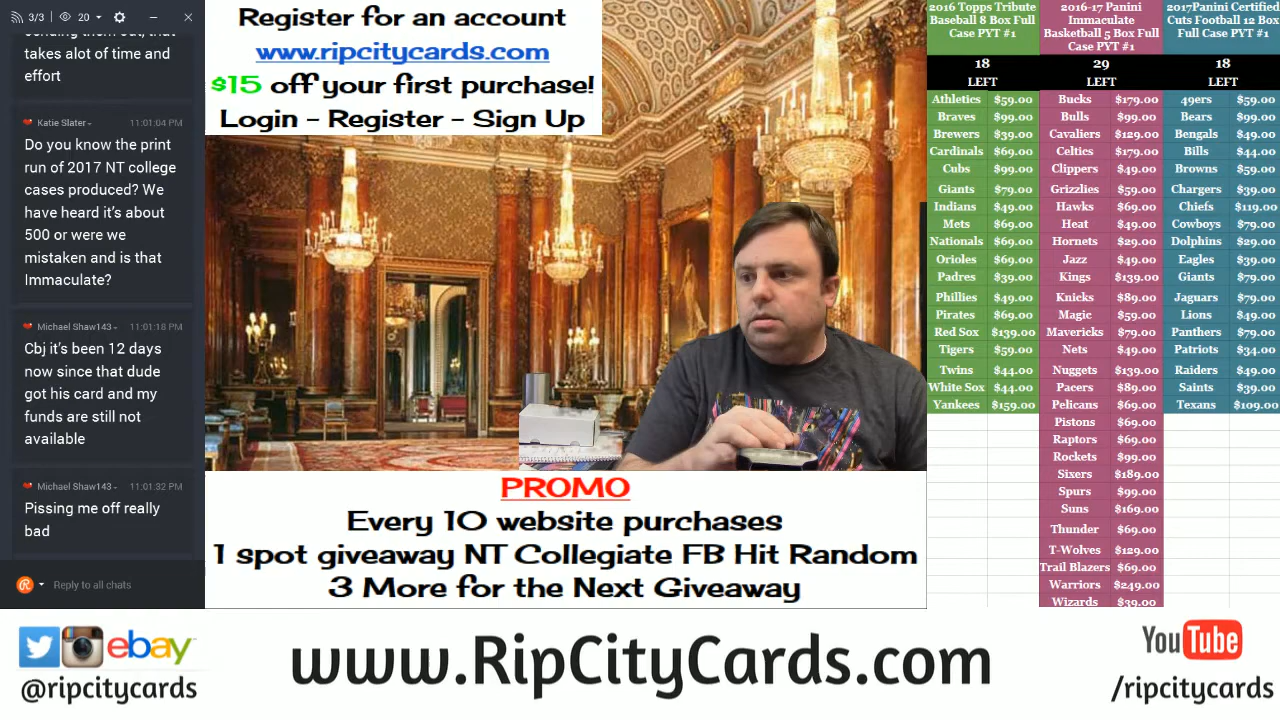 3/3 20
sending them out, that
takes alot of time and
effort
Katie Slater 11:01:04 PM
Do you know the print
run of 2017 NT college
cases produced? We
have heard it's about
500 or were we
mistaken and is that
Immaculate?
Michael Shaw143 11:01:18 PM
Cbj it's been 12 days
now since that dude
got his card and my
funds are still not
available
Michael Shaw143 11:01:32 PM
Pissing me off really
bad
Reply to all chats
Register for an account
www.ripcitycards.com
$15 off your first purchase!
Login - Register - Sign Up
PROMO
Every 10 website purchases
1 spot giveaway NT Collegiate FB Hit Random
3 More for the Next Giveaway
2016 Topps Tribute
Baseball 8 Box Full
Case PYT #1
18
LEFT
Athletics $59.00
Braves $99.00
Brewers $39.00
Cardinals $69.00
Cubs $99.00
Giants $79.00
Indians $49.00
Mets $69.00
Nationals $69.00
Orioles $69.00
Padres $39.00
Phillies $49.00
Pirates $69.00
Red Sox $139.00
Tigers $59.00
Twins $44.00
White Sox $44.00
Yankees $159.00
2016-17 Panini
Immaculate
Basketball 5 Box Full
Case PYT #1
29
LEFT
Bucks $179.00
Bulls $99.00
Cavaliers $129.00
Celtics $179.00
Clippers $49.00
Grizzlies $59.00
Hawks $69.00
Heat $49.00
Hornets $29.00
Jazz $49.00
Kings $139.00
Knicks $89.00
Magic $59.00
Mavericks $79.00
Nets $49.00
Nuggets $139.00
Pacers $89.00
Pelicans $69.00
Pistons $69.00
Raptors $69.00
Rockets $99.00
Sixers $189.00
Spurs $99.00
Suns $169.00
Thunder $69.00
T-Wolves $129.00
Trail Blazers $69.00
Warriors $249.00
Wizards $39.00
2017Panini Certified
Cuts Football 12 Box
Full Case PYT #1
18
LEFT
49ers $59.00
Bears $99.00
Bengals $49.00
Bills $44.00
Browns $59.00
Chargers $39.00
Chiefs $119.00
Cowboys $79.00
Dolphins $29.00
Eagles $39.00
Giants $79.00
Jaguars $79.00
Lions $49.00
Panthers $79.00
Patriots $34.00
Raiders $49.00
Saints $39.00
Texans $109.00
ebay
@ripcitycards
www.RipCityCards.com
YouTube
/ripcitycards